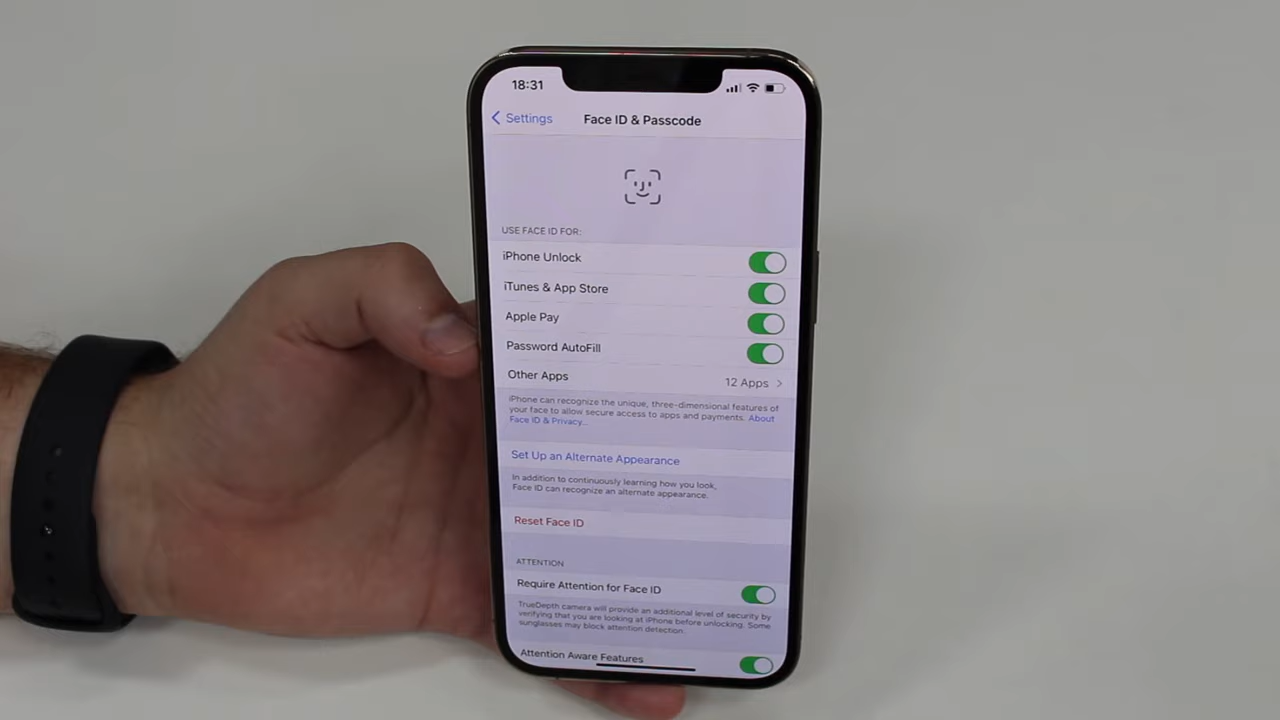 18:31
Settings
Face ID & Passcode
USE FACE ID FOR:
iPhone Unlock
iTunes & App Store
Apple Pay
Password AutoFill
Other Apps
12 Apps
iPhone can recognize the unique, three-dimensional features of
your face to allow secure access to apps and payments. About
Face ID & Privacy...
Set Up an Alternate Appearance
In addition to continuously learning how you look,
Face ID can recognize an alternate appearance.
Reset Face ID
ATTENTION
Require Attention for Face ID
TrueDepth camera will provide an additional level of security by
verifying that you are looking at iPhone before unlocking. Some
sunglasses may block attention detection.
Attention Aware Features